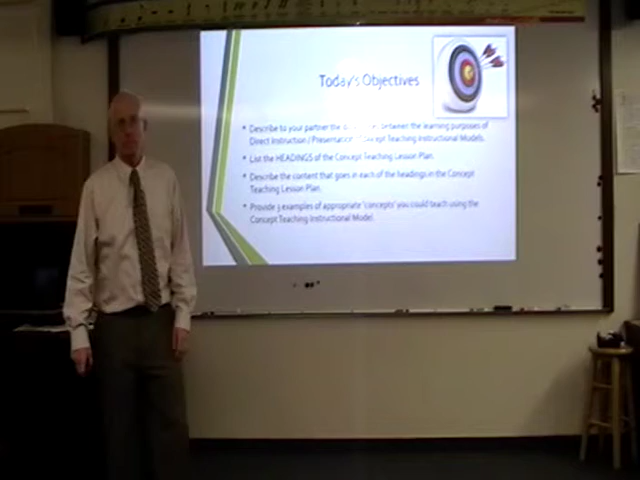 Today's Objectives
• Describe to your partner the between the learning purposes of
Direct Instruction / Presentation Concept Teaching Instructional Models.
• List the HEADINGS of the Concept Teaching Lesson Plan.
• Describe the content that goes in each of the headings in the Concept
Teaching Lesson Plan.
• Provide 3 examples of appropriate 'concepts' you could teach using the
Concept Teaching Instructional Model.